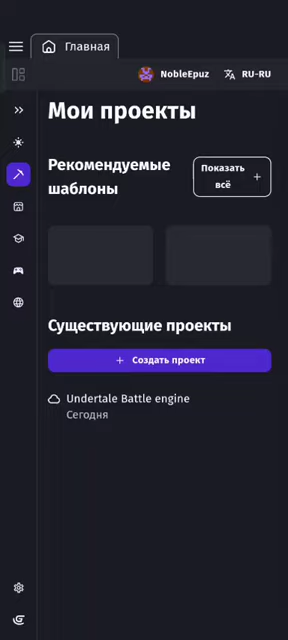 Главная
NobleEpuz
RU-RU
Мои проекты
Рекомендуемые
шаблоны
Показать
всё
Существующие проекты
Создать проект
Undertale Battle engine
Сегодня